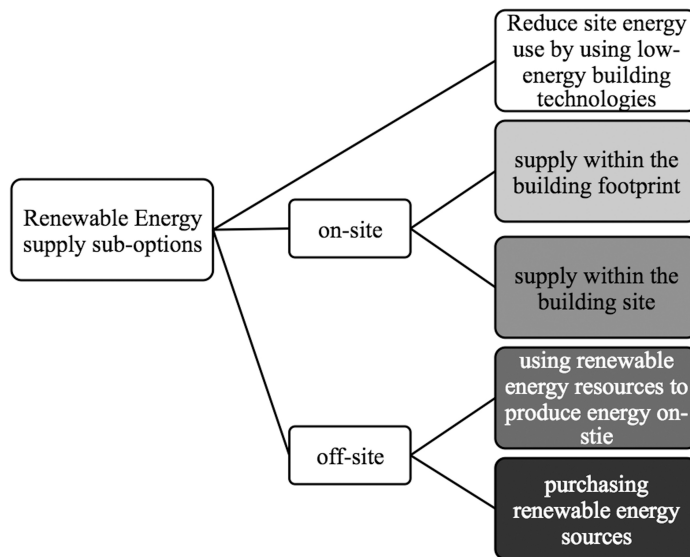 Reduce site energy
use by using low-
energy building
technologies
supply within the
building footprint
Renewable Energy
supply sub-options
on-site
supply within the
building site
using renewable
energy resources to
produce energy on-
stie
off-site
purchasing
renewable energy
sources